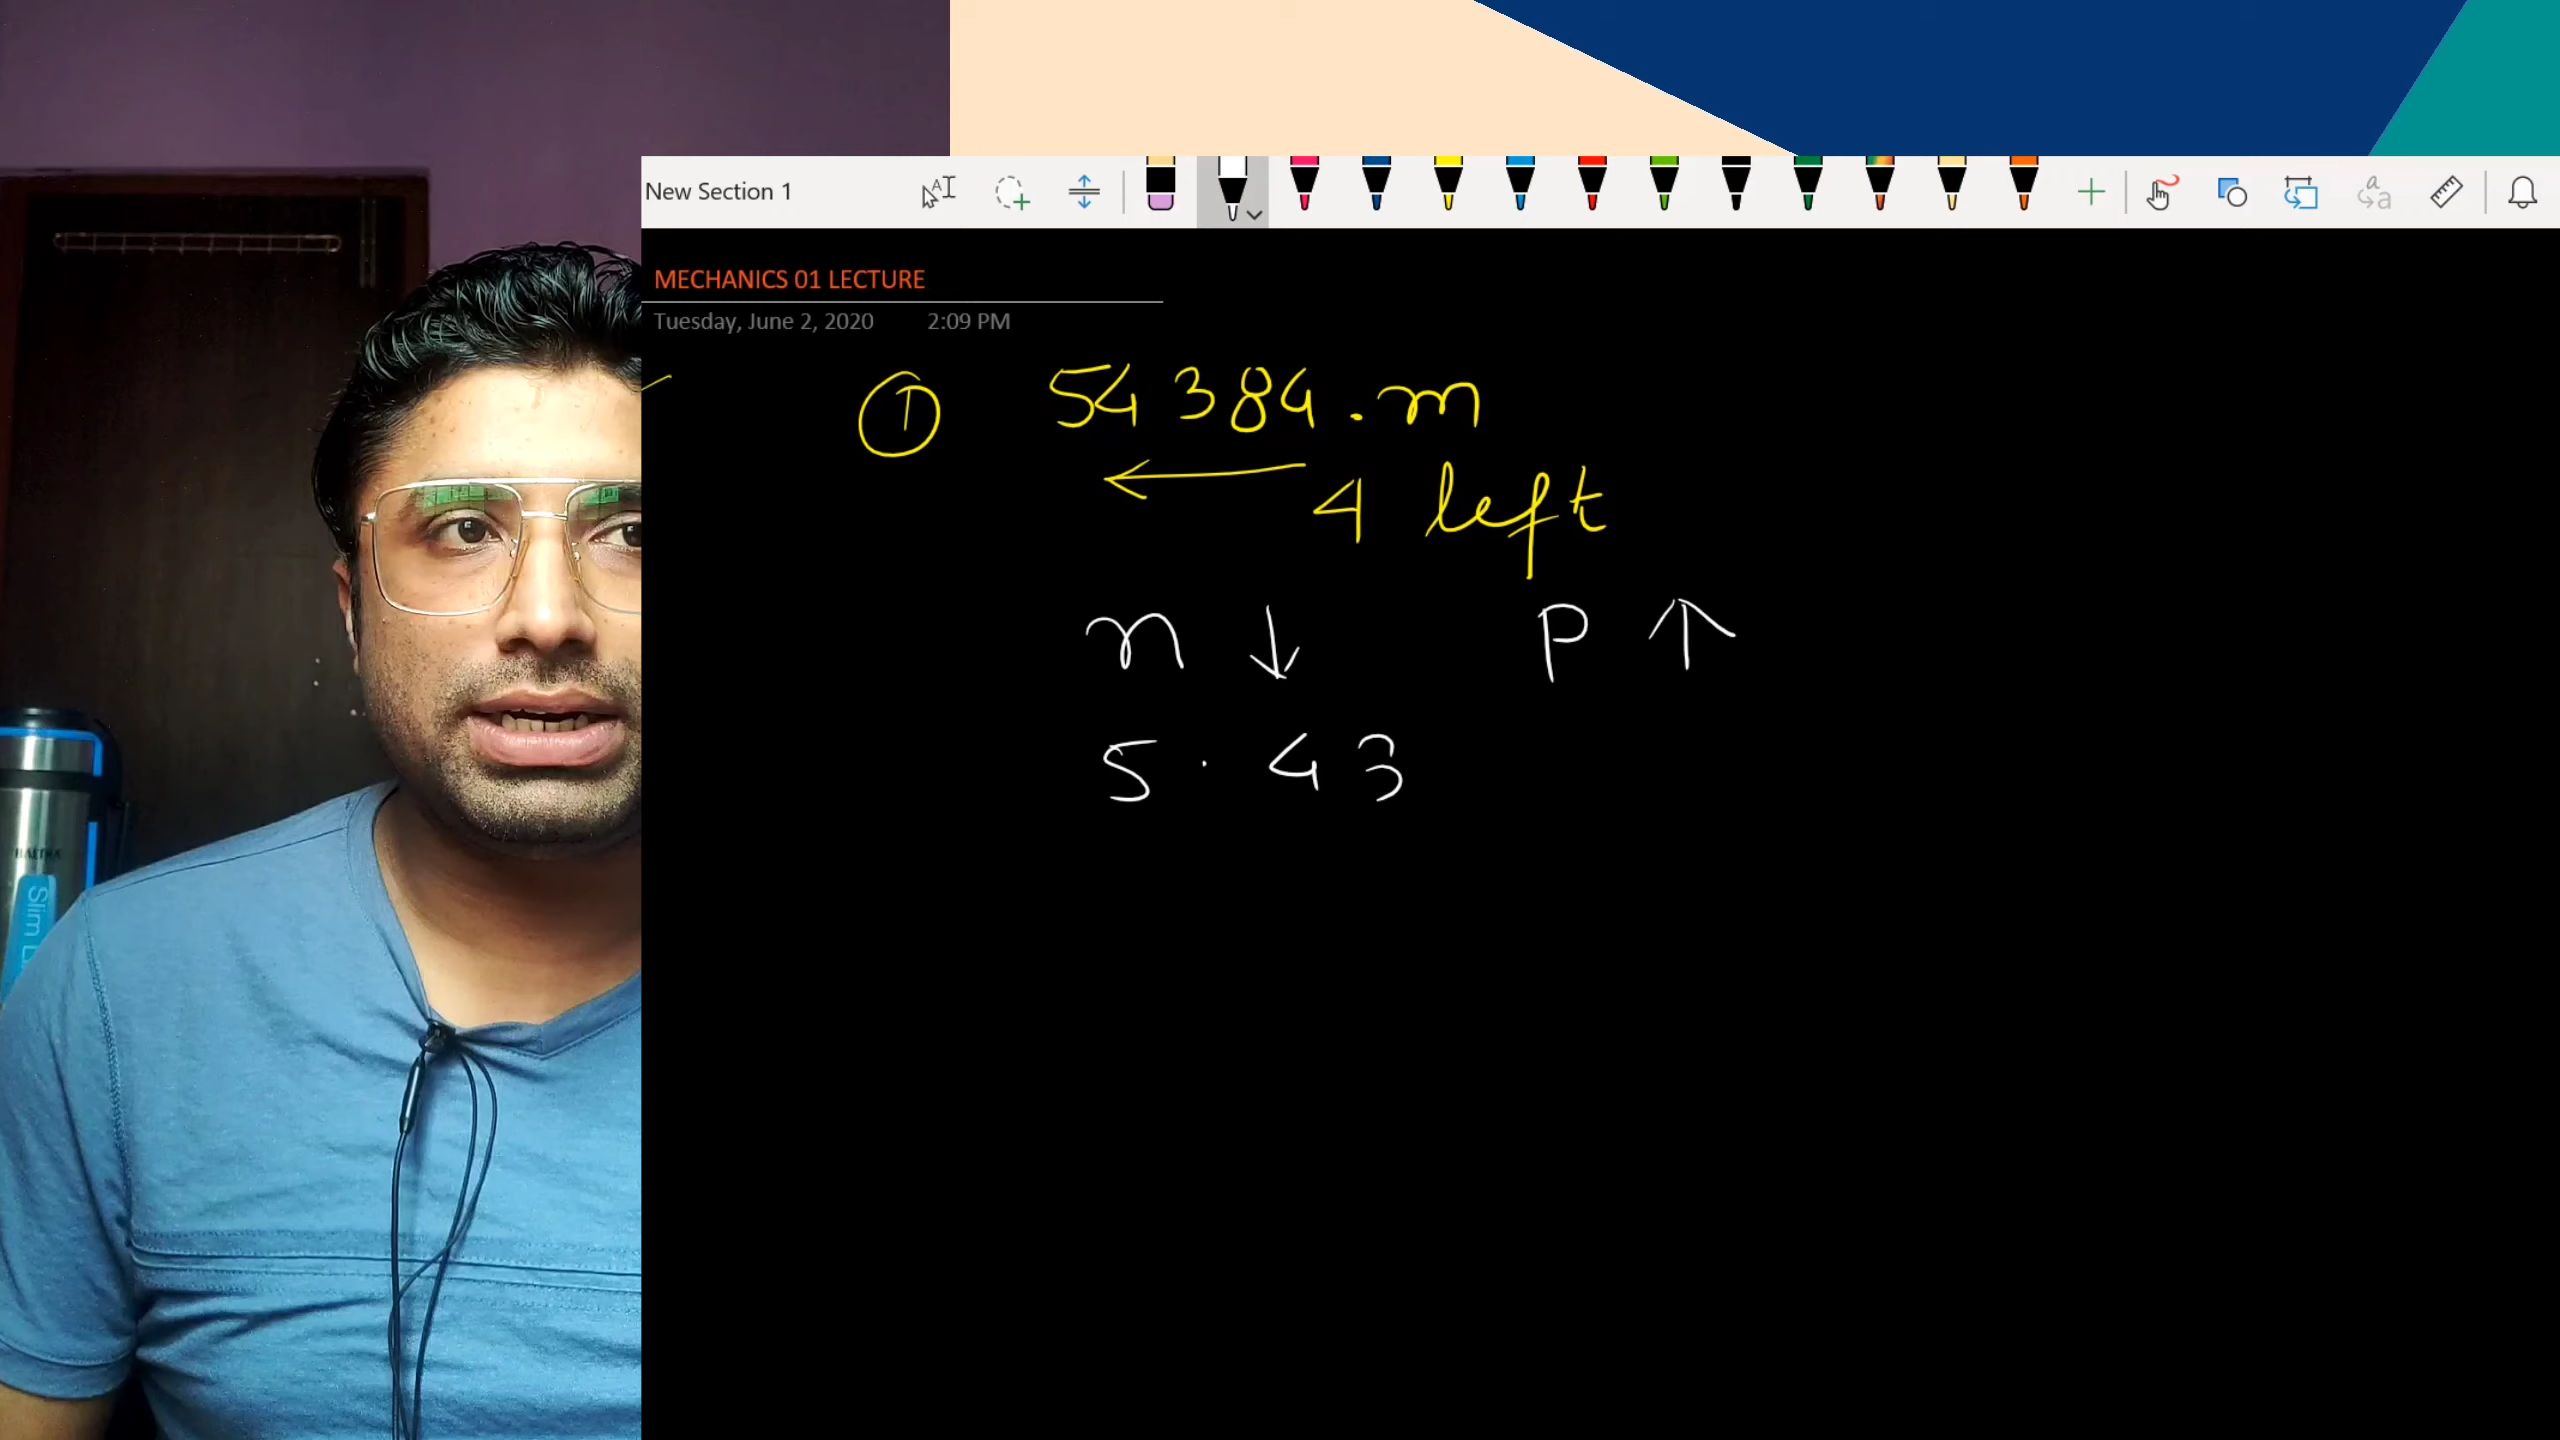 New Section 1
MECHANICS 01 LECTURE
Tuesday, June 2, 2020 2:09 PM
① 54384.m
← 4 left
n ↓ P ↑
5.43
Slim